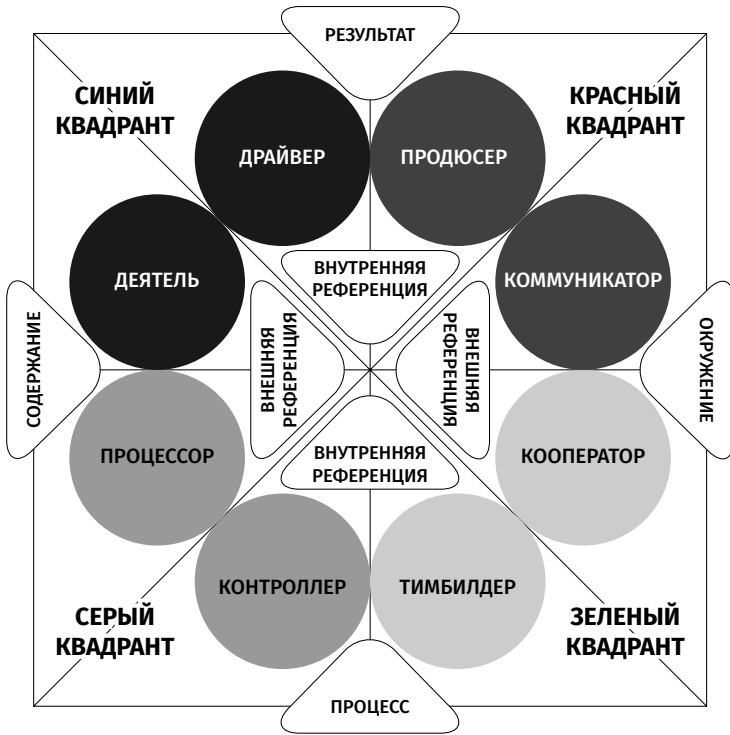 РЕЗУЛЬТАТ
СИНИЙ
КВАДРАНТ
КРАСНЫЙ
КВАДРАНТ
ДРАЙВЕР
ПРОДЮСЕР
ДЕЯТЕЛЬ
ВНУТРЕННЯЯ
РЕФЕРЕНЦИЯ
КОММУНИКАТОР
СОДЕРЖАНИЕ
ВНЕШНЯЯ
РЕФЕРЕНЦИЯ
ВНЕШНЯЯ
РЕФЕРЕНЦИЯ
ОКРУЖЕНИЕ
ПРОЦЕССОР
ВНУТРЕННЯЯ
РЕФЕРЕНЦИЯ
КООПЕРАТОР
КОНТРОЛЛЕР
ТИМБИЛДЕР
СЕРЫЙ
КВАДРАНТ
ЗЕЛЕНЫЙ
КВАДРАНТ
ПРОЦЕСС